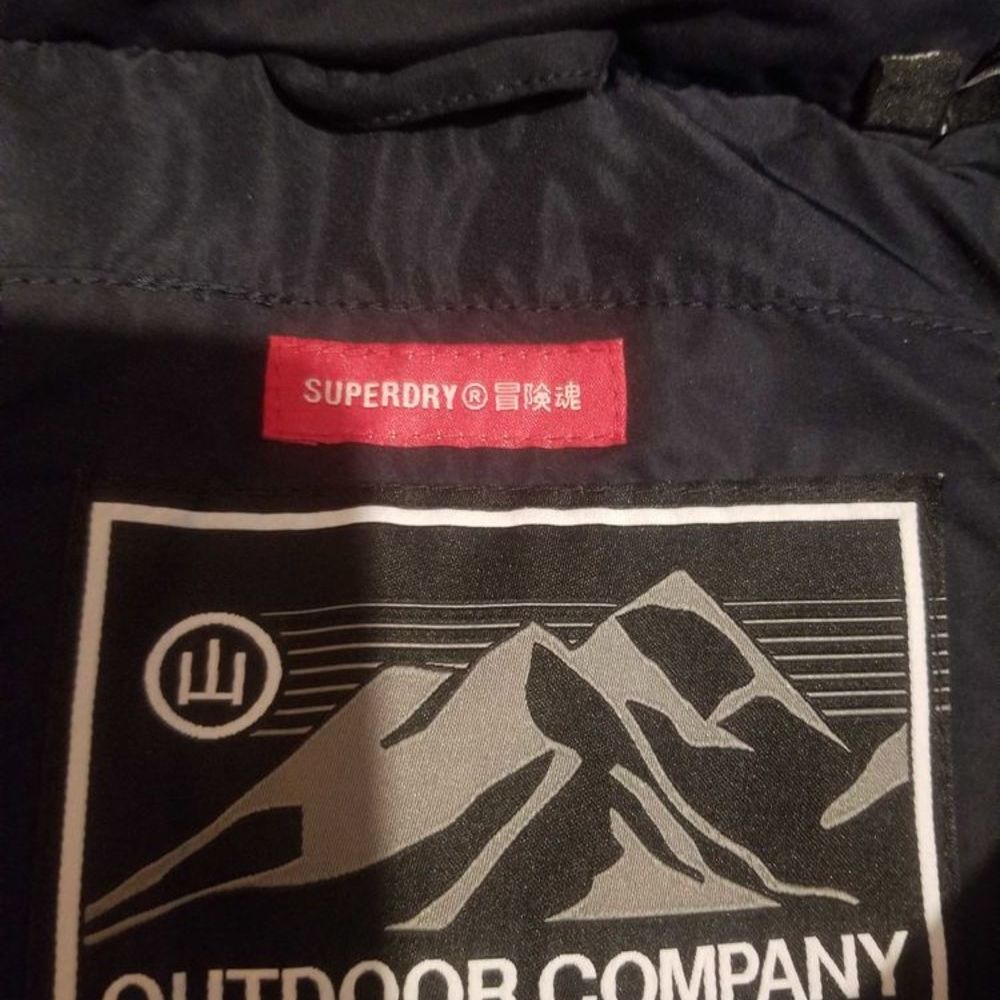 SUPERDRY® 冒険魂
山
OUTDOOR COMPANY